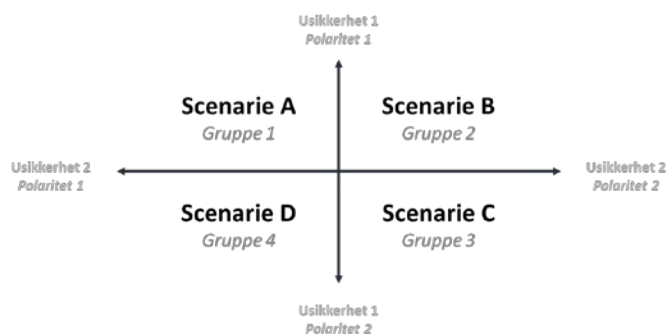 Usikkerhet 1
Polaritet 1
Scenarie A
Gruppe 1
Scenarie B
Gruppe 2
Usikkerhet 2
Polaritet 1
Usikkerhet 2
Polaritet 2
Scenarie D
Gruppe 4
Scenarie C
Gruppe 3
Usikkerhet 1
Polaritet 2